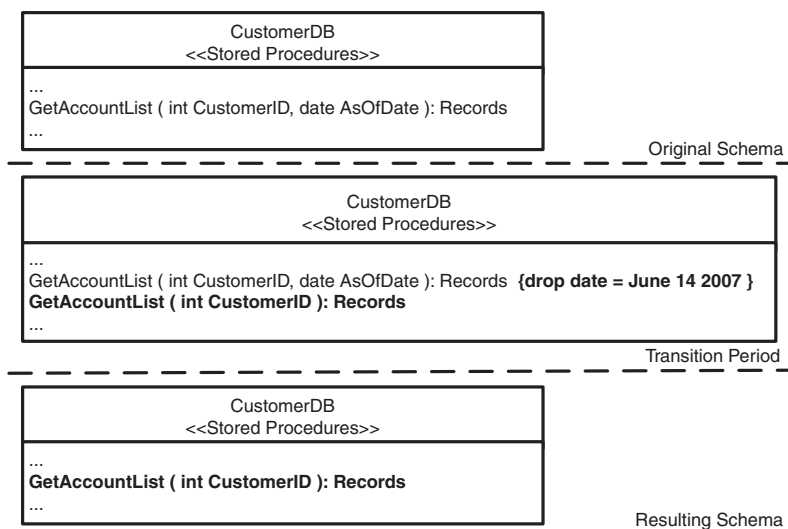 CustomerDB
<<Stored Procedures>>
...
GetAccountList ( int CustomerID, date AsOfDate ): Records
...
Original Schema
CustomerDB
<<Stored Procedures>>
...
GetAccountList ( int CustomerID, date AsOfDate ): Records {drop date = June 14 2007 }
GetAccountList ( int CustomerID ): Records
...
Transition Period
CustomerDB
<<Stored Procedures>>
...
GetAccountList ( int CustomerID ): Records
...
Resulting Schema